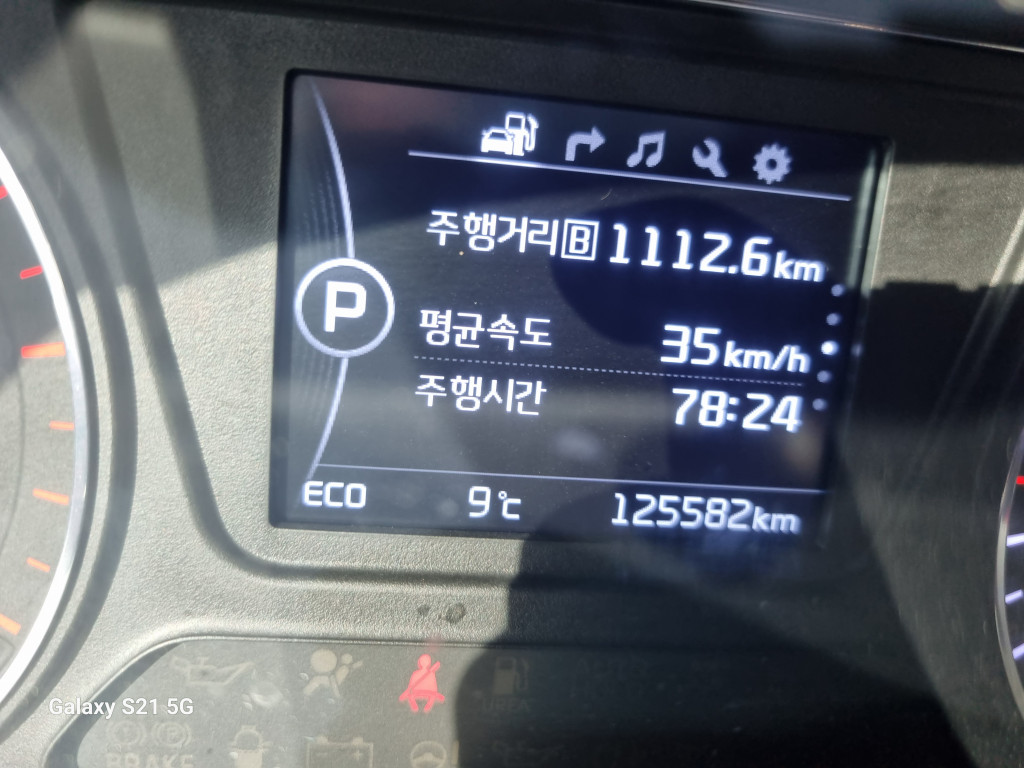 주행거리 B 1112.6km
P
평균속도 35km/h
주행시간 78:24
ECO 9℃ 125582km
Galaxy S21 5G
BRAKE